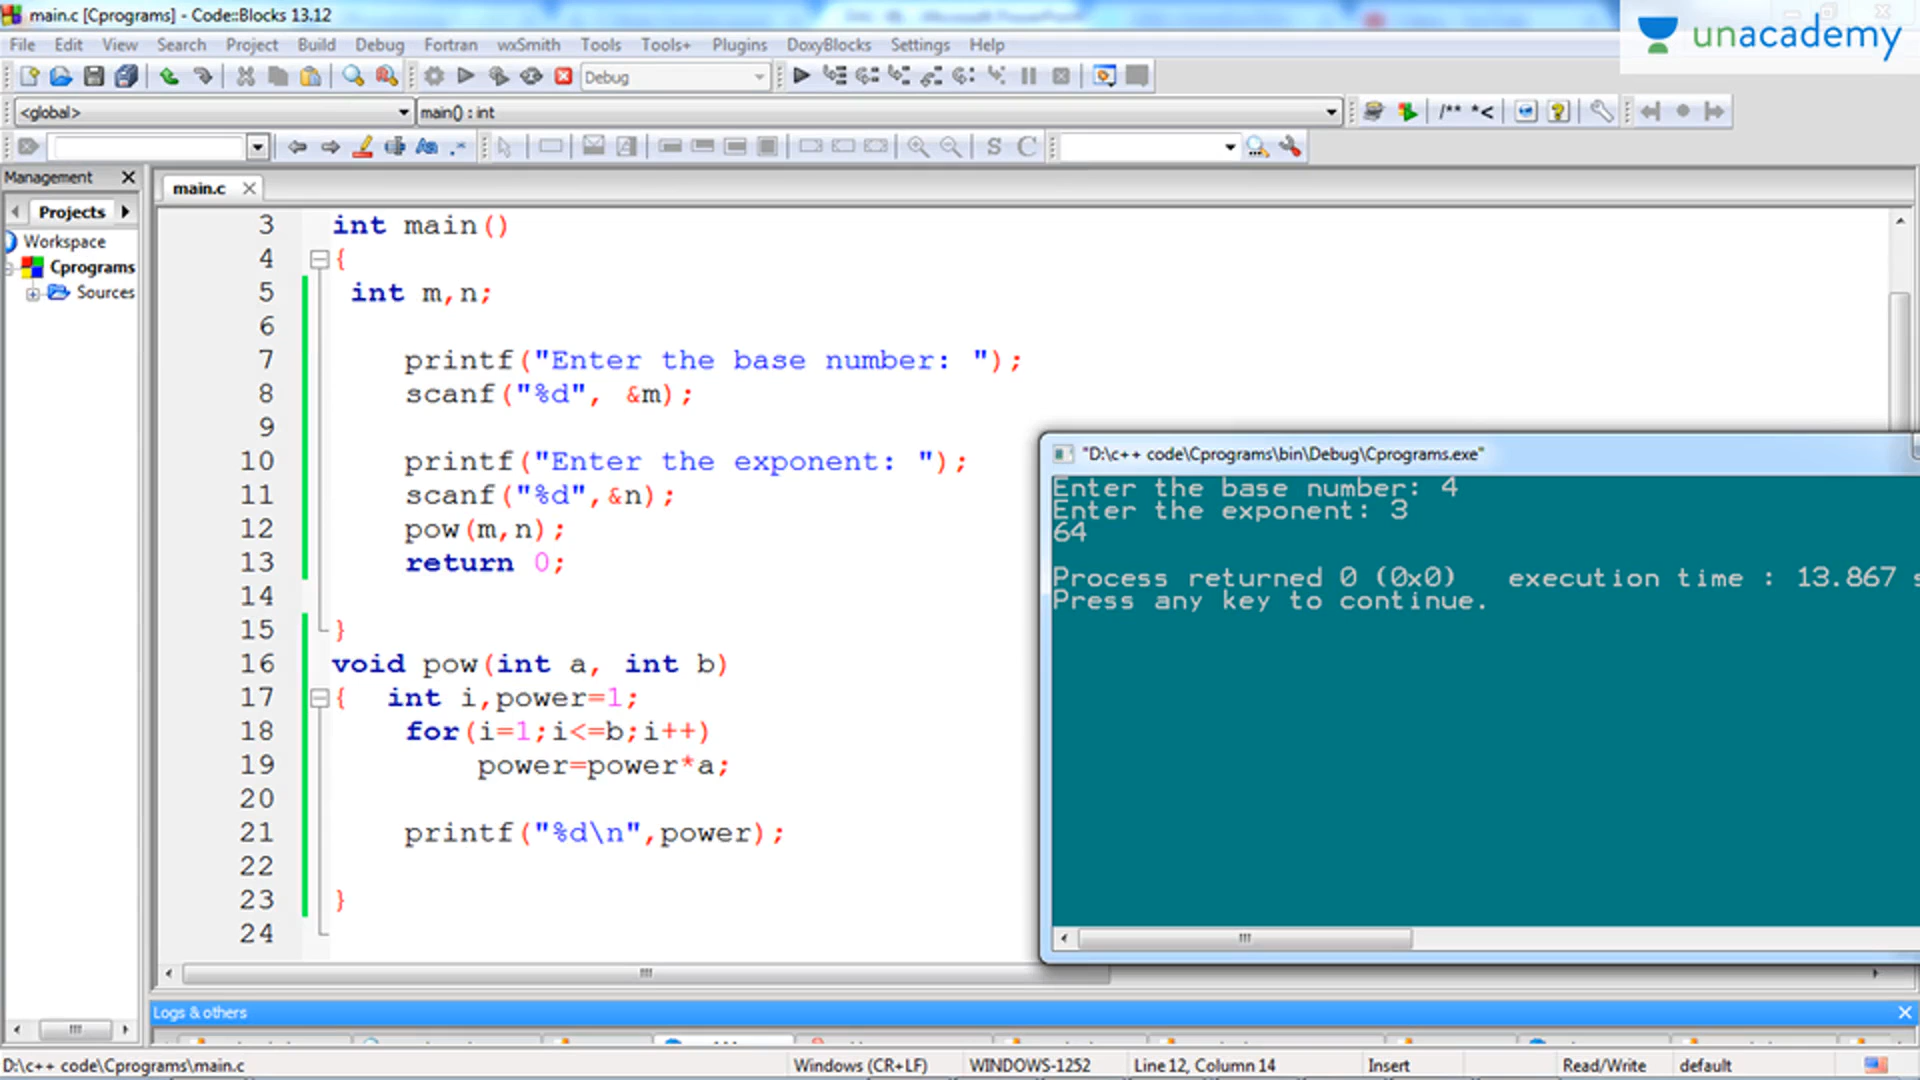 main.c [Cprograms] - Code::Blocks 13.12
unacademy
File Edit View Search Project Build Debug Fortran wxSmith Tools Tools+ Plugins DoxyBlocks Settings Help
Debug
<global> main() : int
/** *<
S C
Management
Projects
Workspace
Cprograms
Sources
main.c
3 int main()
4 {
5 int m,n;
6
7 printf("Enter the base number: ");
8 scanf("%d", &m);
9
10 printf("Enter the exponent: ");
11 scanf("%d",&n);
12 pow(m,n);
13 return 0;
14
15 }
16 void pow(int a, int b)
17 { int i,power=1;
18 for(i=1;i<=b;i++)
19 power=power*a;
20
21 printf("%d\n",power);
22
23 }
24
"D:\c++ code\Cprograms\bin\Debug\Cprograms.exe"
Enter the base number: 4
Enter the exponent: 3
64
Process returned 0 (0x0) execution time : 13.867 s
Press any key to continue.
Logs & others
D:\c++ code\Cprograms\main.c Windows (CR+LF) WINDOWS-1252 Line 12, Column 14 Insert Read/Write default